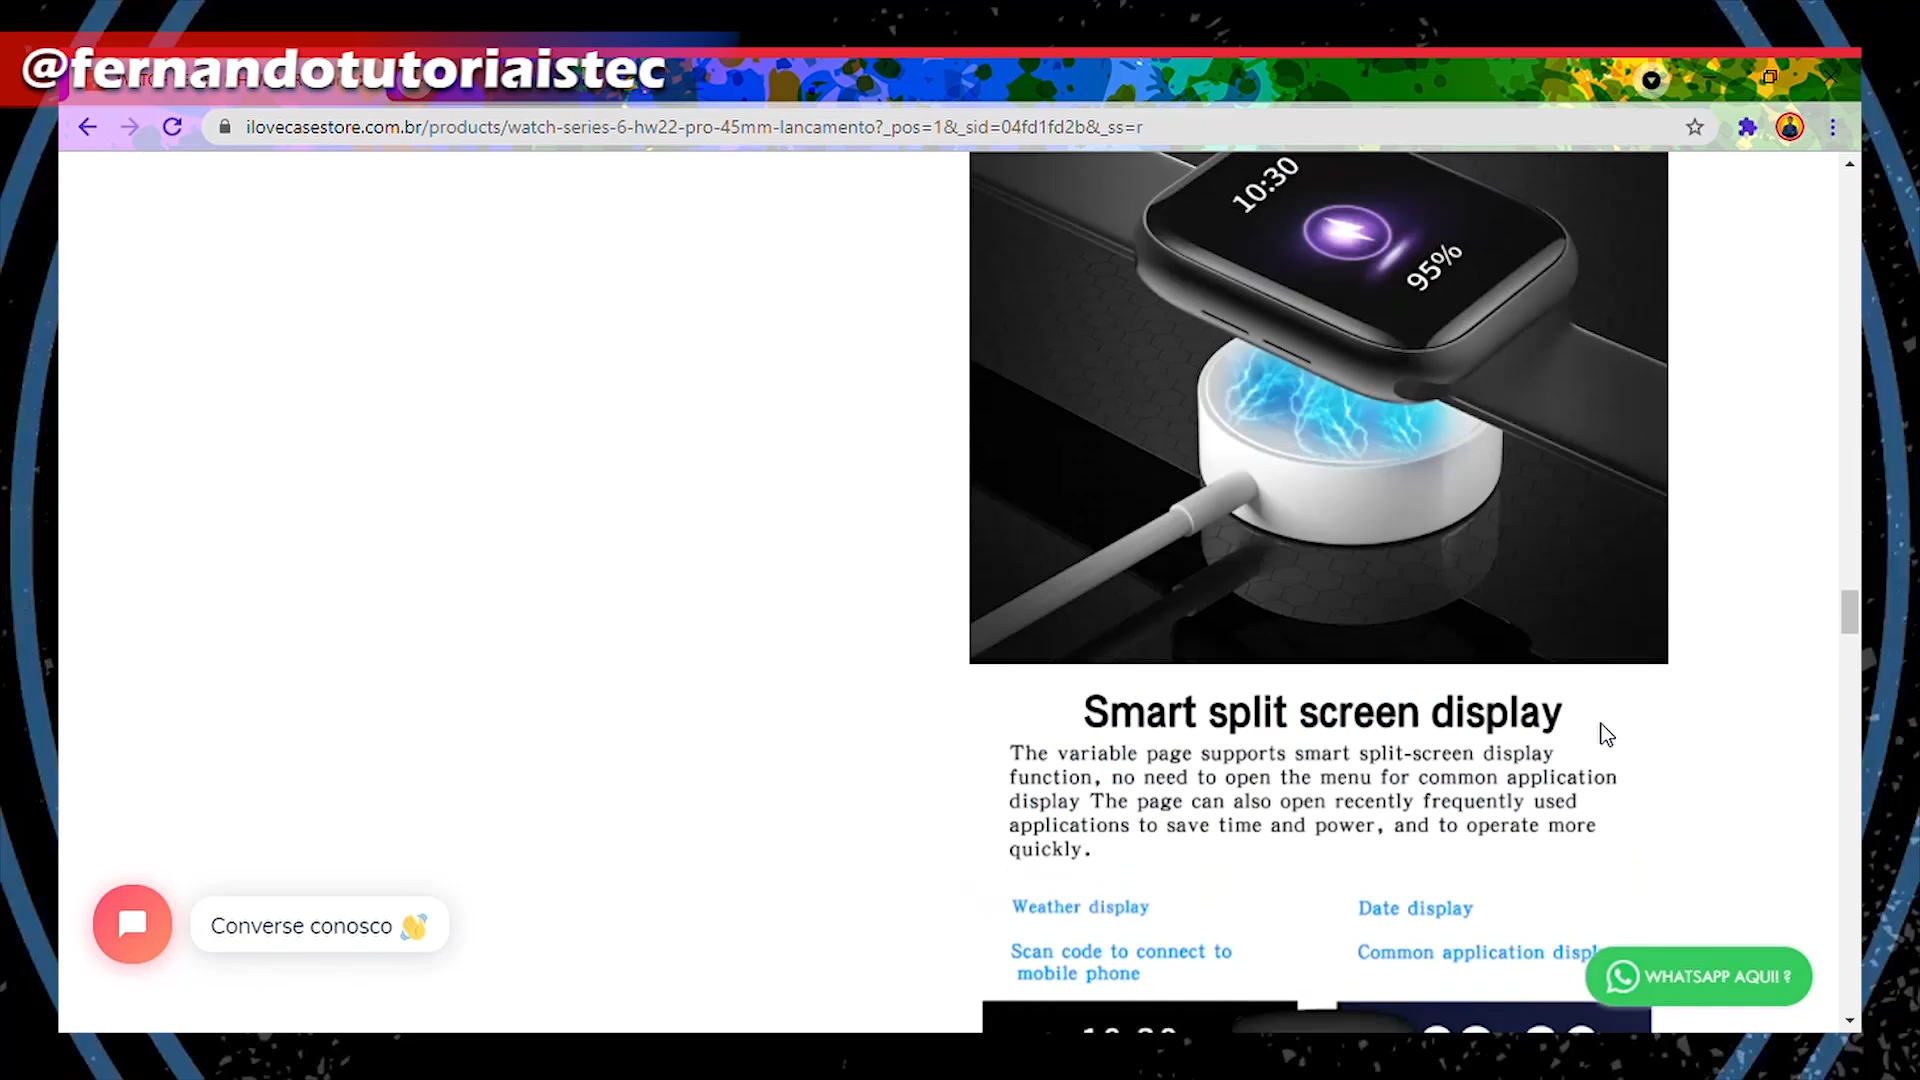 @fernandotutoriaistec
ilovecasestore.com.br/products/watch-series-6-hw22-pro-45mm-lancamento?_pos=1&_sid=04fd1fd2b&_ss=r
10:30
95%
Smart split screen display
The variable page supports smart split-screen display
function, no need to open the menu for common application
display The page can also open recently frequently used
applications to save time and power, and to operate more
quickly.
Weather display
Date display
Scan code to connect to
mobile phone
Common application displ
Converse conosco 👋
WHATSAPP AQUI! ?